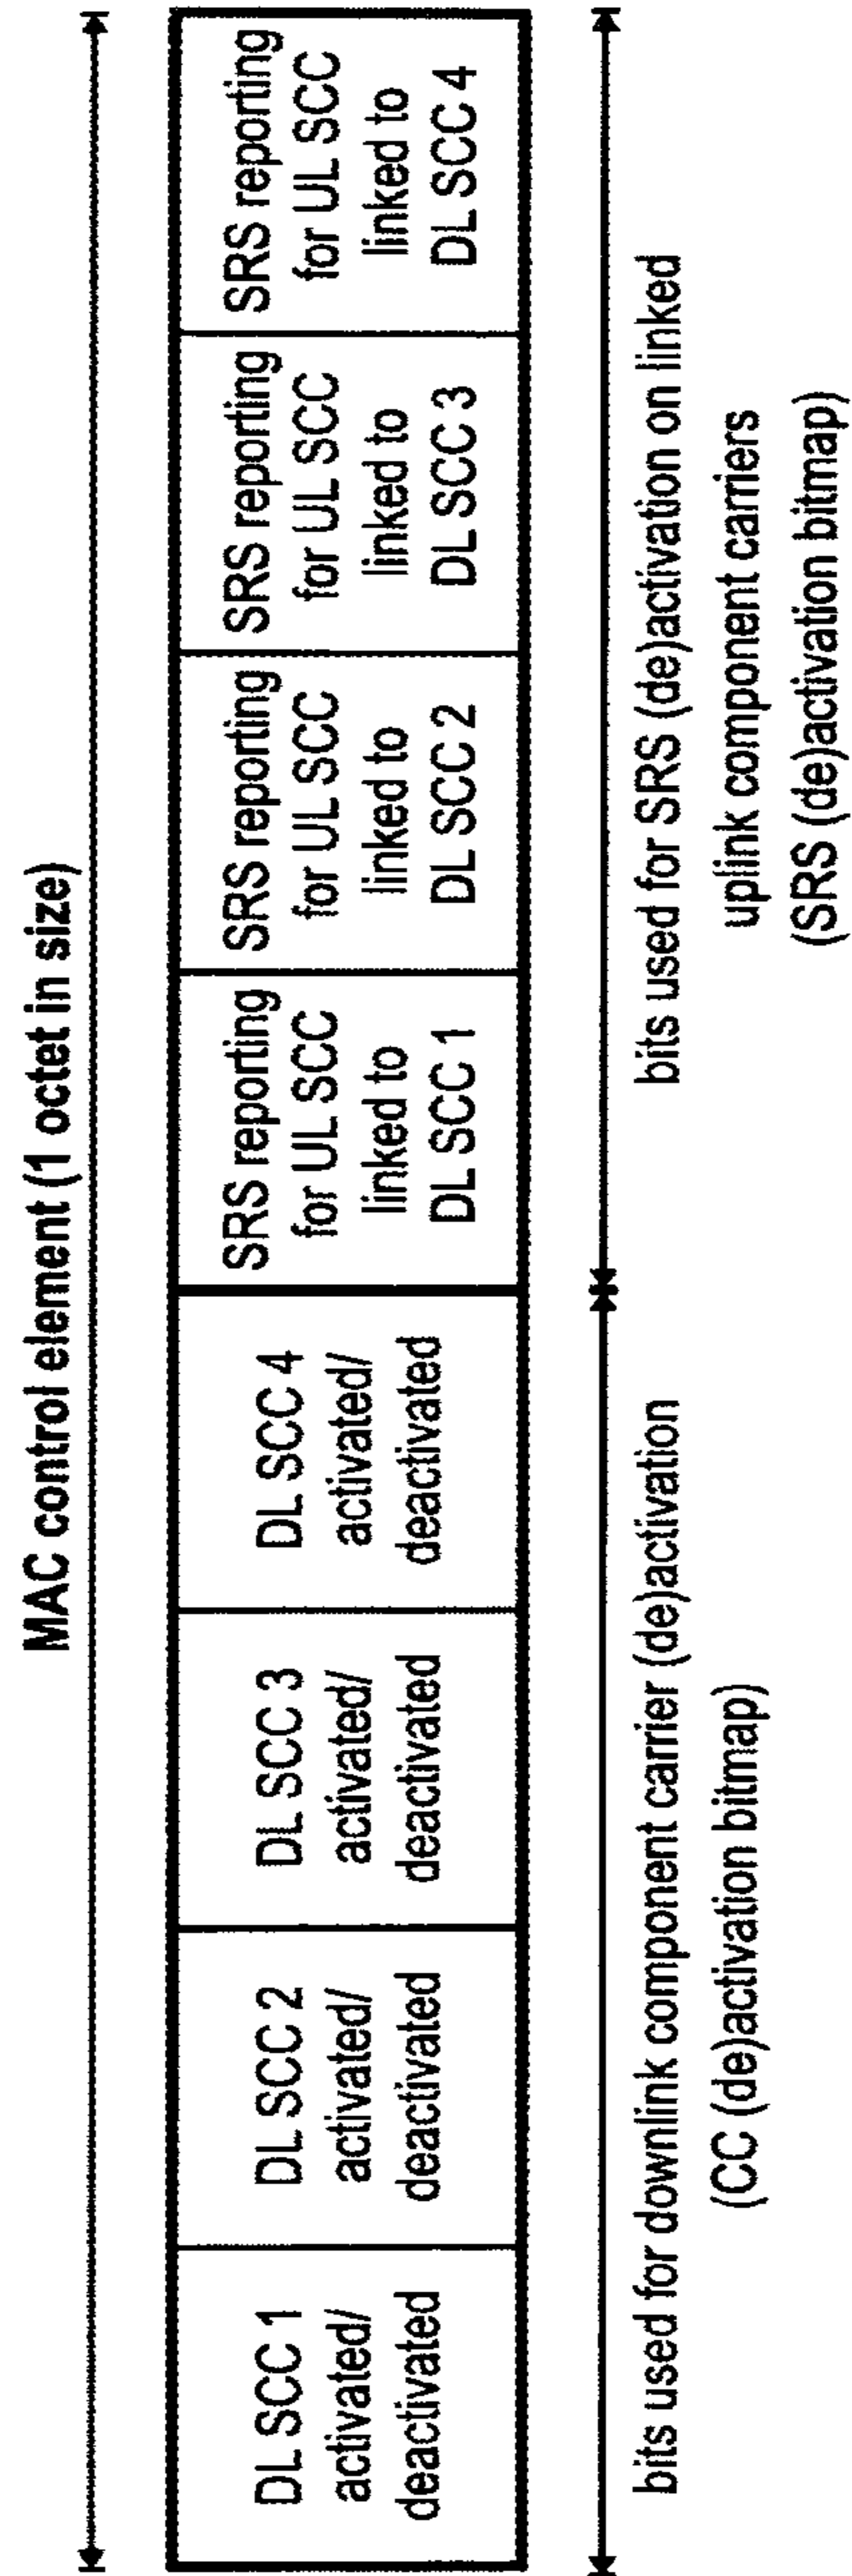 MAC control element (1 octet in size)
DL SCC 1
activated/
deactivated
DL SCC 2
activated/
deactivated
DL SCC 3
activated/
deactivated
DL SCC 4
activated/
deactivated
SRS reporting
for UL SCC
linked to
DL SCC 1
SRS reporting
for UL SCC
linked to
DL SCC 2
SRS reporting
for UL SCC
linked to
DL SCC 3
SRS reporting
for UL SCC
linked to
DL SCC 4
bits used for downlink component carrier (de)activation
(CC (de)activation bitmap)
bits used for SRS (de)activation on linked
uplink component carriers
(SRS (de)activation bitmap)